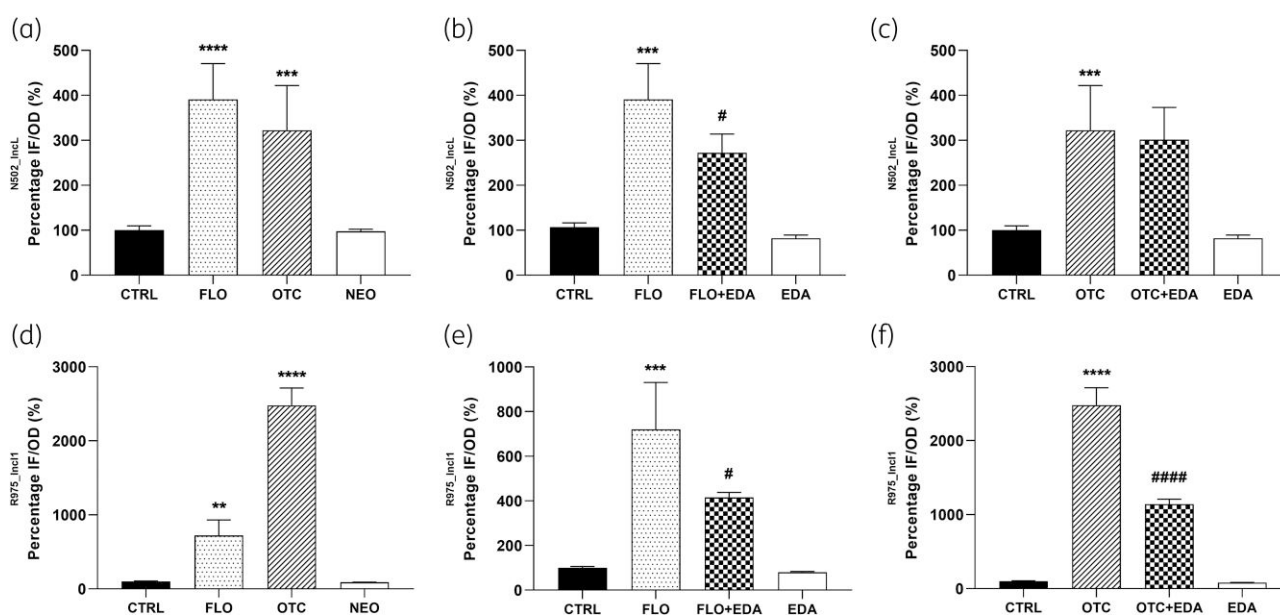 (a)
N502_IncL
Percentage IF/OD (%)
500
400
300
200
100
0
****
***
CTRL FLO OTC NEO
(b)
N502_IncL
Percentage IF/OD (%)
500
400
300
200
100
0
***
#
CTRL FLO FLO+EDA EDA
(c)
N502_IncL
Percentage IF/OD (%)
500
400
300
200
100
0
***
CTRL OTC OTC+EDA EDA
(d)
R975_IncI1
Percentage IF/OD (%)
3000
2000
1000
0
**
****
CTRL FLO OTC NEO
(e)
R975_IncI1
Percentage IF/OD (%)
1000
800
600
400
200
0
***
#
CTRL FLO FLO+EDA EDA
(f)
R975_IncI1
Percentage IF/OD (%)
3000
2000
1000
0
****
####
CTRL OTC OTC+EDA EDA